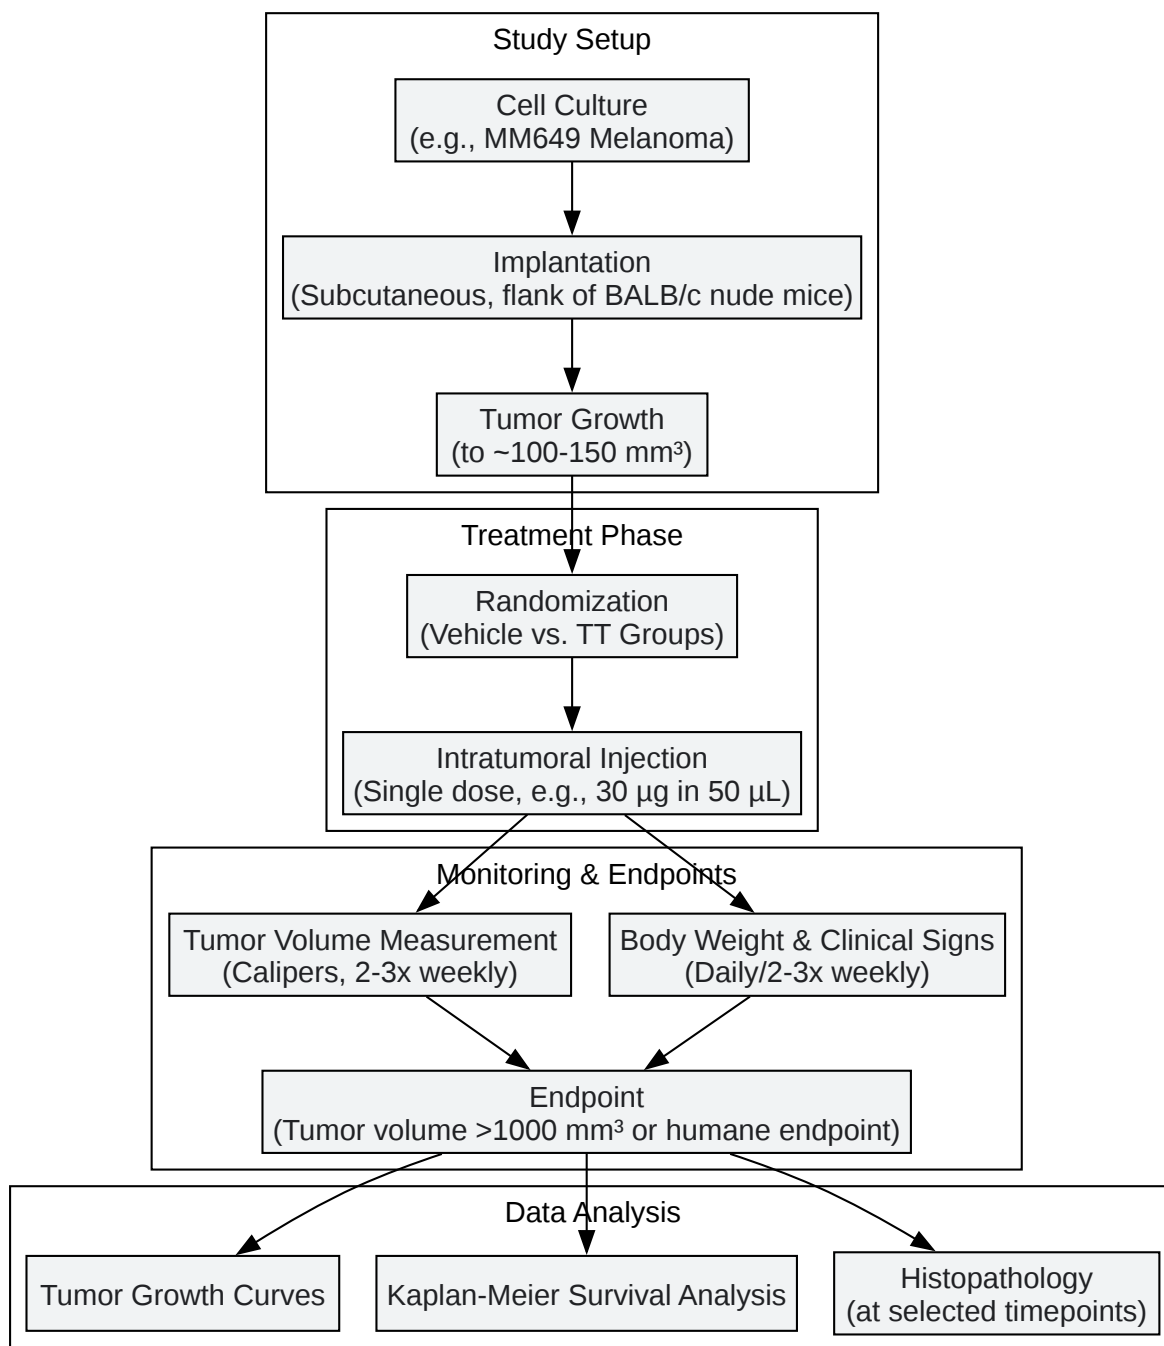 Study Setup
Cell Culture
(e.g., MM649 Melanoma)
Implantation
(Subcutaneous, flank of BALB/c nude mice)
Tumor Growth
(to ~100-150 mm³)
Treatment Phase
Randomization
(Vehicle vs. TT Groups)
Intratumoral Injection
(Single dose, e.g., 30 µg in 50 µL)
Monitoring & Endpoints
Tumor Volume Measurement
(Calipers, 2-3x weekly)
Body Weight & Clinical Signs
(Daily/2-3x weekly)
Endpoint
(Tumor volume >1000 mm³ or humane endpoint)
Data Analysis
Tumor Growth Curves
Kaplan-Meier Survival Analysis
Histopathology
(at selected timepoints)